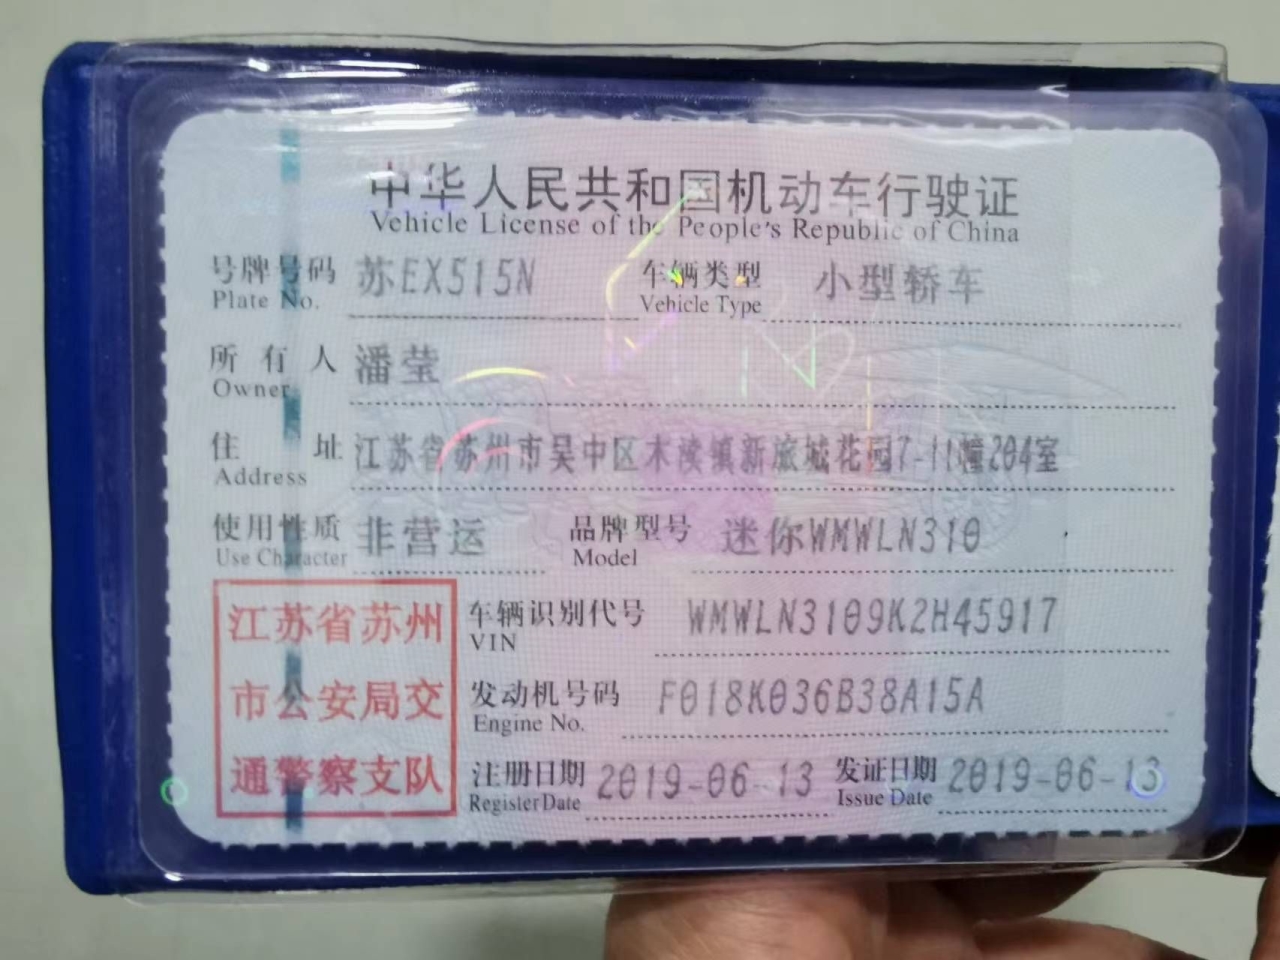 中华人民共和国机动车行驶证
Vehicle License of the People's Republic of China
号牌号码 苏EX515N 车辆类型 小型轿车
Plate No. Vehicle Type
所有人 潘莹
Owner
住址 江苏省苏州市吴中区木渎镇新旅城花园7-11幢204室
Address
使用性质 非营运 品牌型号 迷你WMWLN310
Use Character Model
江苏省苏州 车辆识别代号 WMWLN3109K2H45917
VIN
市公安局交 发动机号码 F018K036B38A15A
Engine No.
通警察支队 注册日期 2019-06-13 发证日期 2019-06-13
Register Date Issue Date